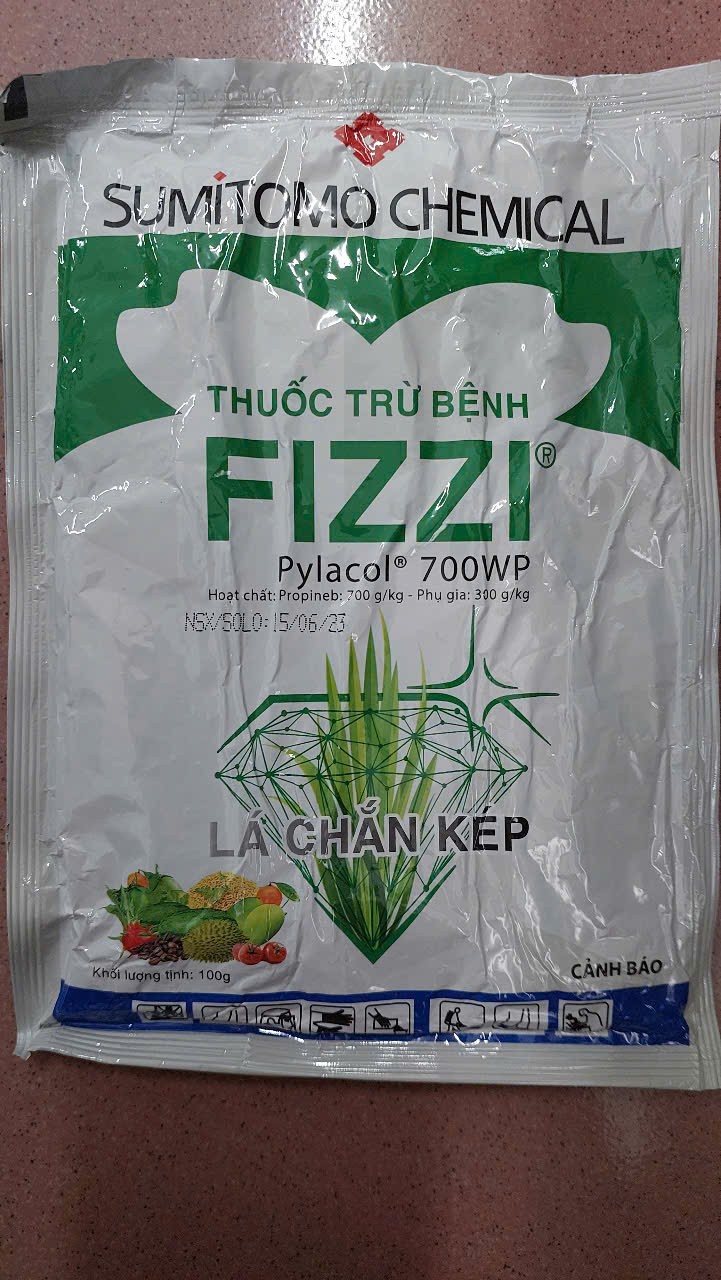 SUMITOMO CHEMICAL
THUỐC TRỪ BỆNH
FIZZI®
Pylacol® 700WP
Hoạt chất: Propineb: 700 g/kg - Phụ gia: 300 g/kg
NSX/SOLO: 15/06/23
LÁ CHẮN KÉP
Khối lượng tịnh: 100g
CẢNH BÁO